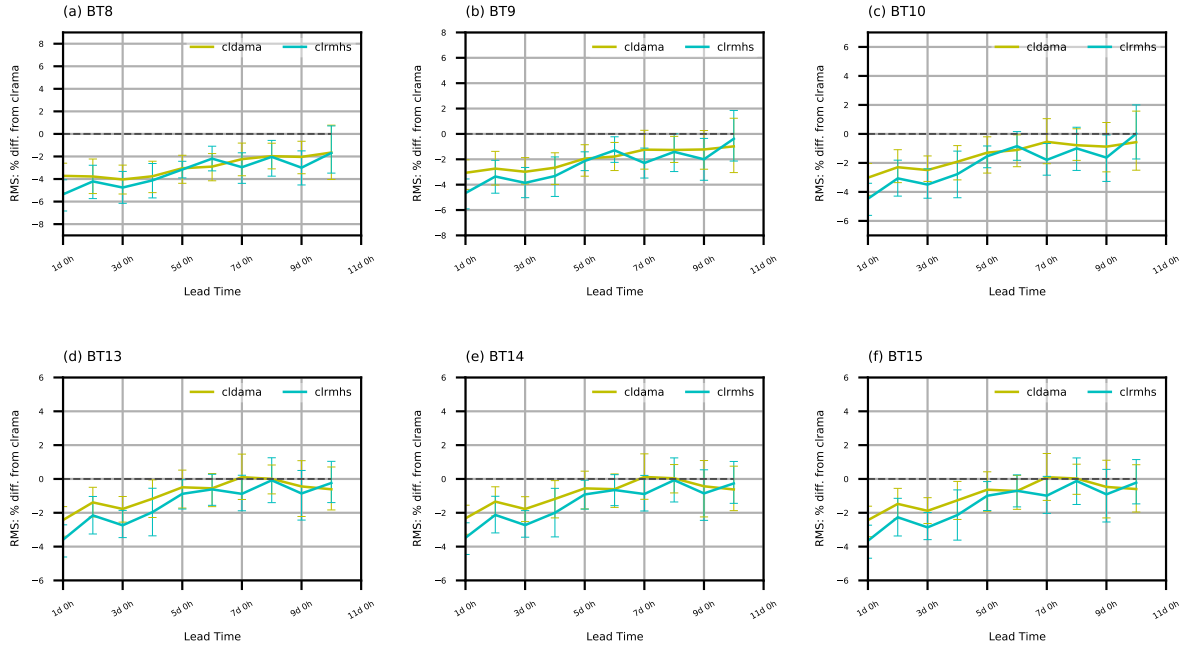 (a) BT8
(b) BT9
(c) BT10
RMS: % diff. from clrama
8
6
4
2
0
−2
−4
−6
−8
cldama
clrmhs
1d 0h
3d 0h
5d 0h
7d 0h
9d 0h
11d 0h
Lead Time
RMS: % diff. from clrama
8
6
4
2
0
−2
−4
−6
−8
cldama
clrmhs
1d 0h
3d 0h
5d 0h
7d 0h
9d 0h
11d 0h
Lead Time
RMS: % diff. from clrama
6
4
2
0
−2
−4
−6
cldama
clrmhs
1d 0h
3d 0h
5d 0h
7d 0h
9d 0h
11d 0h
Lead Time
(d) BT13
(e) BT14
(f) BT15
RMS: % diff. from clrama
6
4
2
0
−2
−4
−6
cldama
clrmhs
1d 0h
3d 0h
5d 0h
7d 0h
9d 0h
11d 0h
Lead Time
RMS: % diff. from clrama
6
4
2
0
−2
−4
−6
cldama
clrmhs
1d 0h
3d 0h
5d 0h
7d 0h
9d 0h
11d 0h
Lead Time
RMS: % diff. from clrama
6
4
2
0
−2
−4
−6
cldama
clrmhs
1d 0h
3d 0h
5d 0h
7d 0h
9d 0h
11d 0h
Lead Time